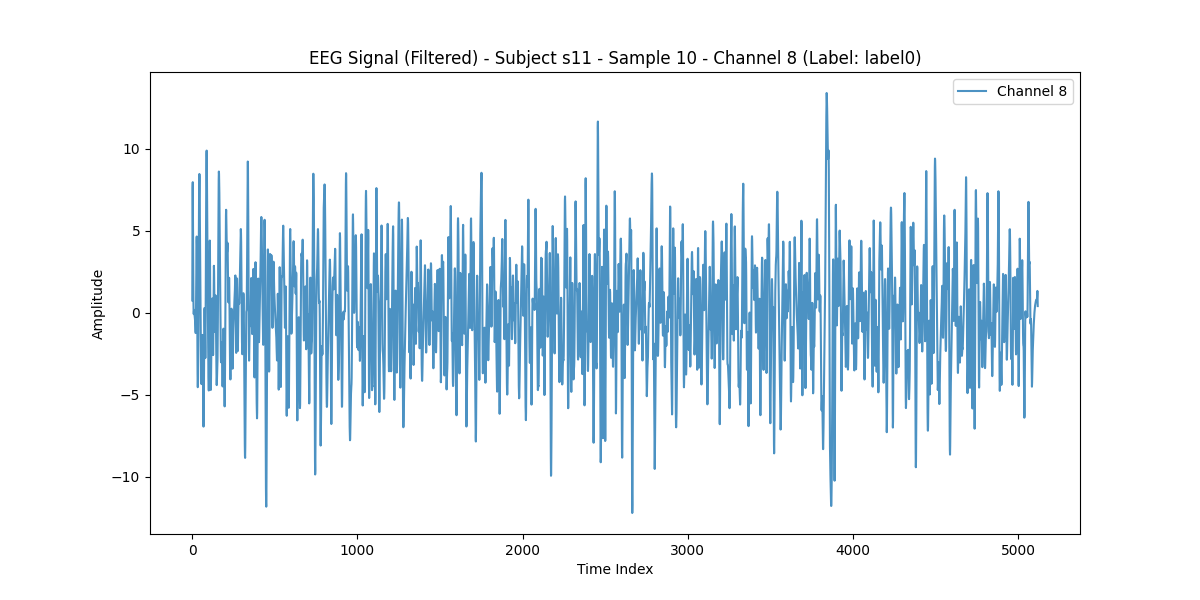 EEG Signal (Filtered) - Subject s11 - Sample 10 - Channel 8 (Label: label0)
Channel 8
10
5
0
−5
−10
Amplitude
0 1000 2000 3000 4000 5000
Time Index